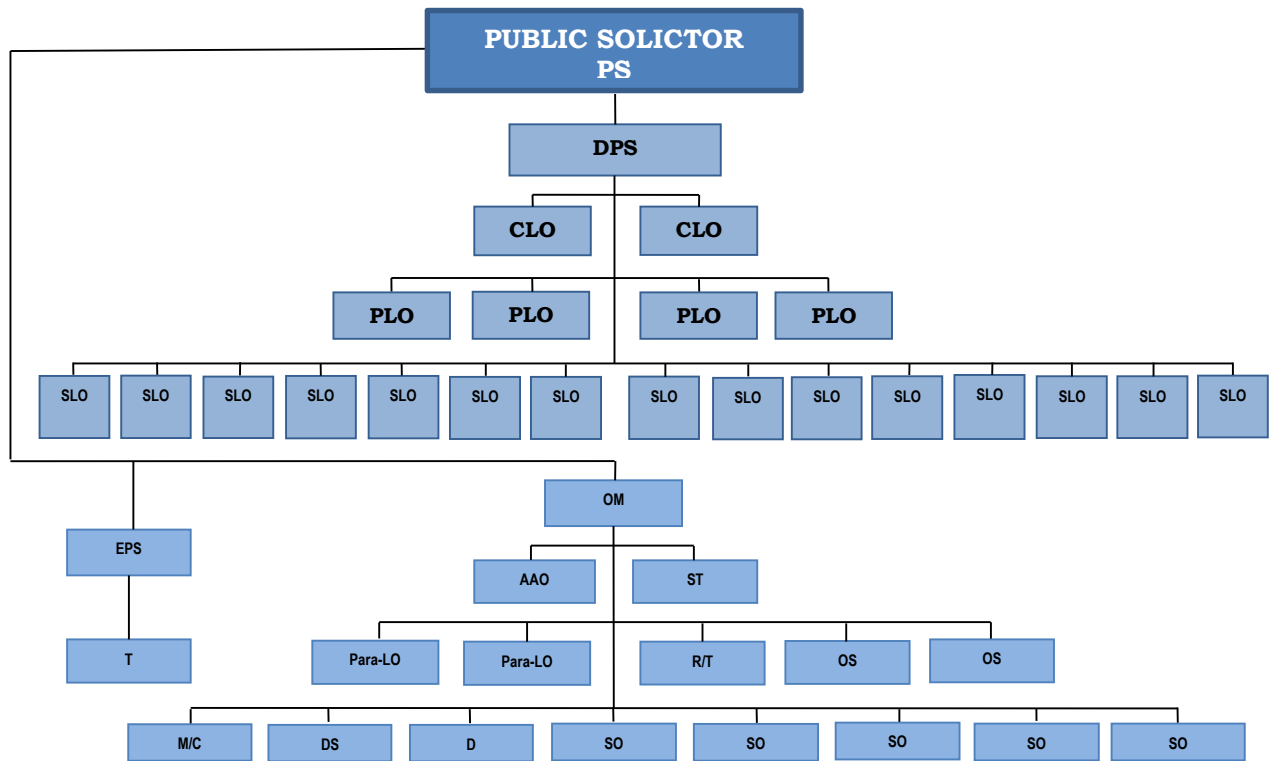 PUBLIC SOLICTOR
PS
DPS
CLO CLO
PLO PLO PLO PLO
SLO SLO SLO SLO SLO SLO SLO SLO SLO SLO SLO SLO SLO SLO SLO
OM
EPS
AAO ST
T Para-LO Para-LO R/T OS OS
M/C DS D SO SO SO SO SO